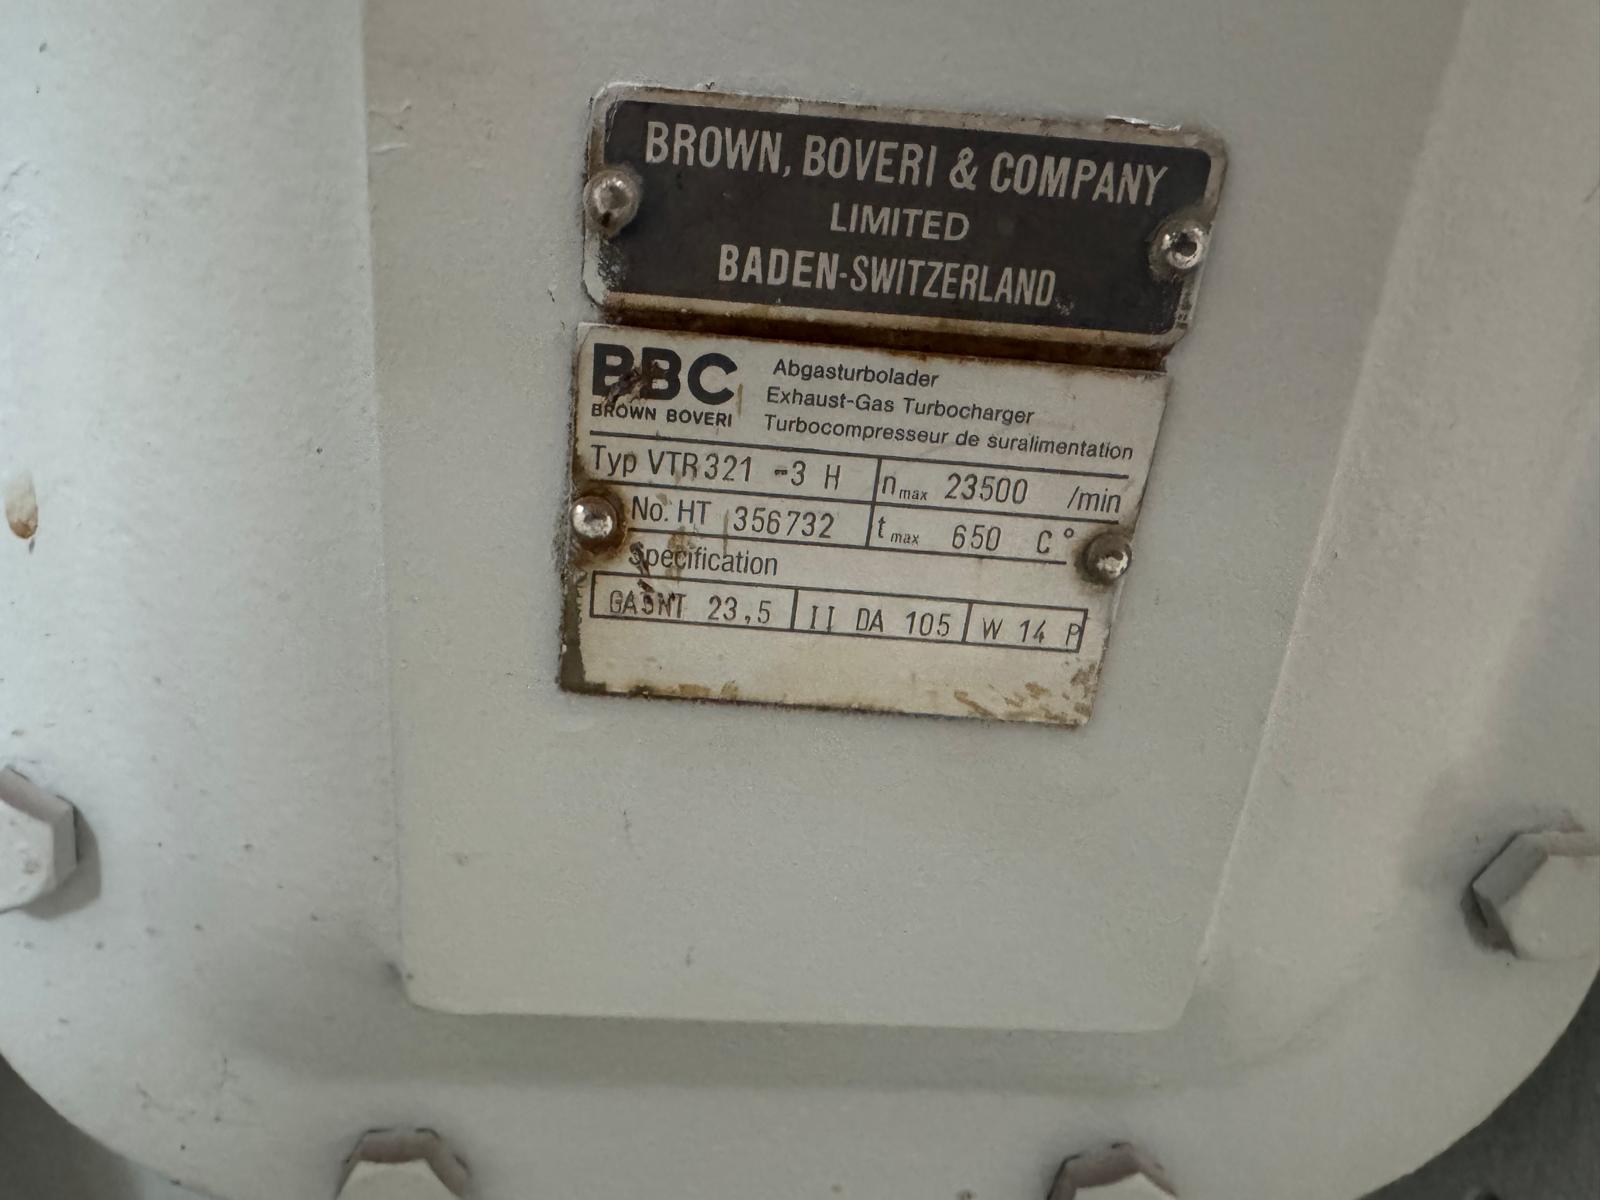 BROWN, BOVERI & COMPANY
LIMITED
BADEN-SWITZERLAND
BBC
BROWN BOVERI
Abgasturbolader
Exhaust-Gas Turbocharger
Turbocompresseur de suralimentation
Typ VTR 321 -3 H
n max 23500 /min
No. HT 356732
t max 650 C°
Specification
GASNT 23,5 II DA 105 W 14 P